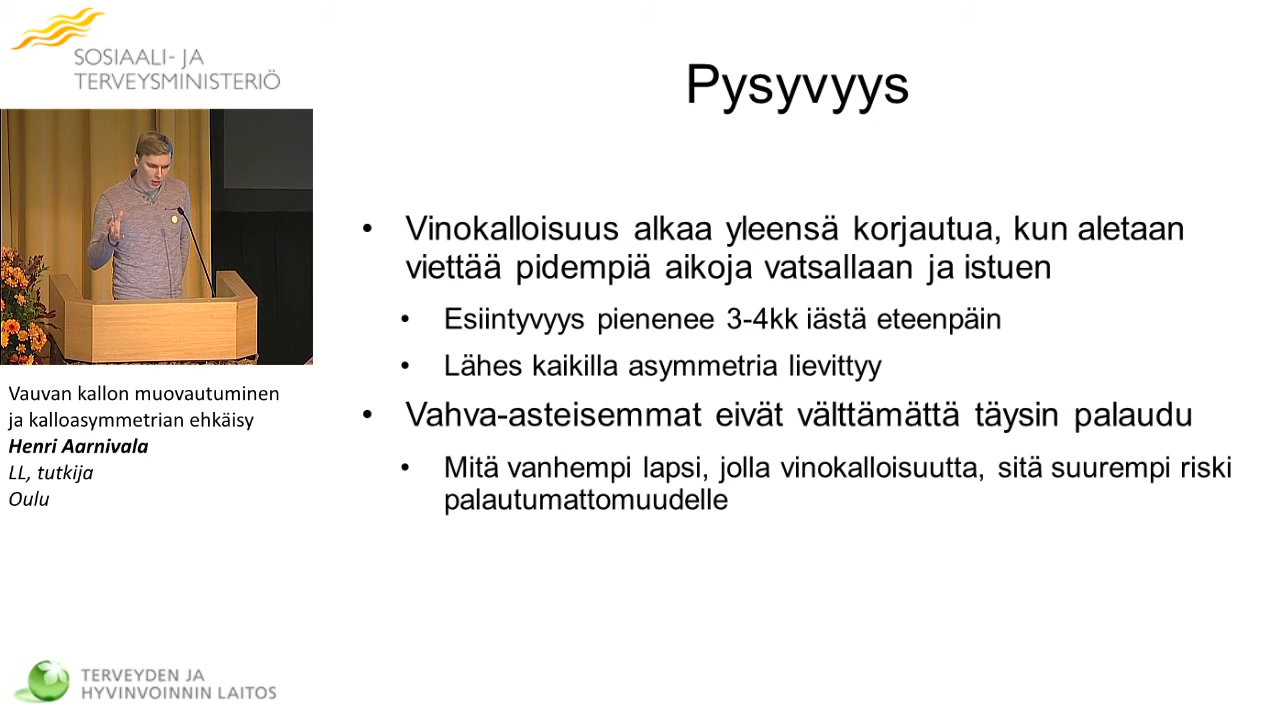 SOSIAALI- JA
TERVEYSMINISTERIÖ
Pysyvyys
• Vinokalloisuus alkaa yleensä korjautua, kun aletaan
viettää pidempiä aikoja vatsallaan ja istuen
• Esiintyvyys pienenee 3-4kk iästä eteenpäin
• Lähes kaikilla asymmetria lievittyy
• Vahva-asteisemmat eivät välttämättä täysin palaudu
• Mitä vanhempi lapsi, jolla vinokalloisuutta, sitä suurempi riski
palautumattomuudelle
Vauvan kallon muovautuminen
ja kalloasymmetrian ehkäisy
Henri Aarnivala
LL, tutkija
Oulu
TERVEYDEN JA
HYVINVOINNIN LAITOS